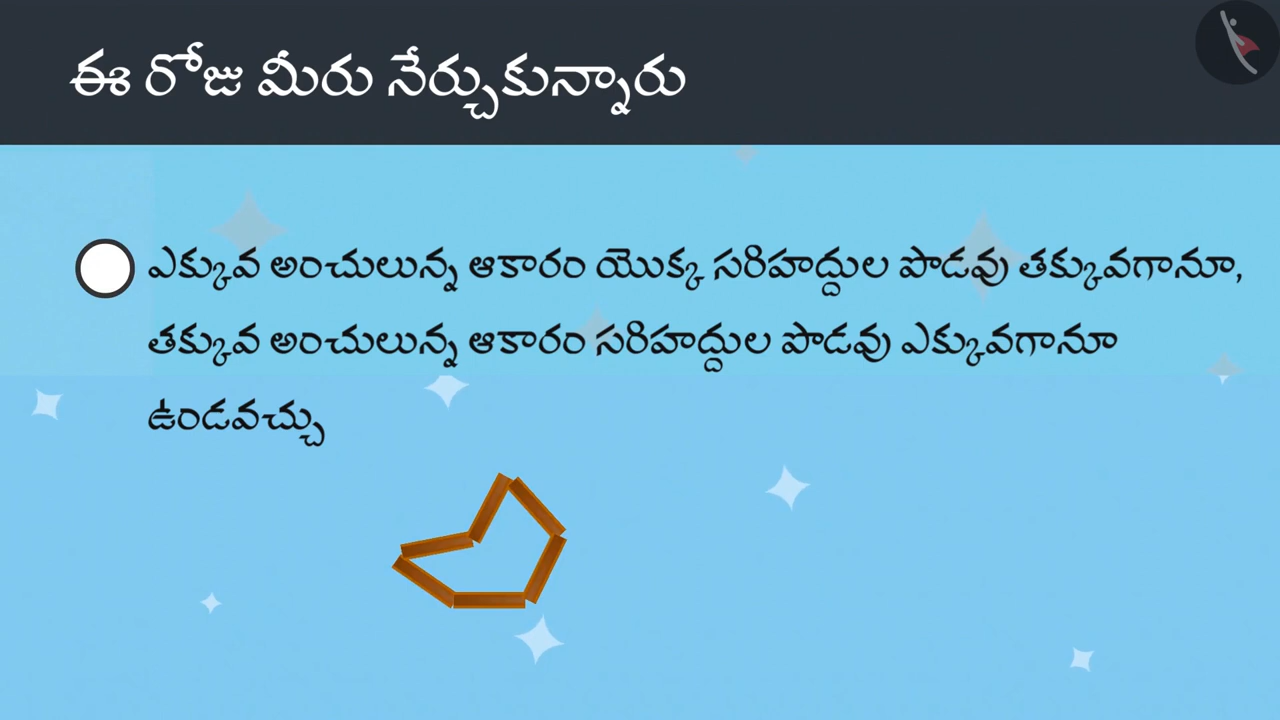 ఈ రోజు మీరు నేర్చుకున్నారు
ఎక్కువ అంచులున్న ఆకారం యొక్క సరిహద్దుల పొడవు తక్కువగానూ,
తక్కువ అంచులున్న ఆకారం సరిహద్దుల పొడవు ఎక్కువగానూ
ఉండవచ్చు